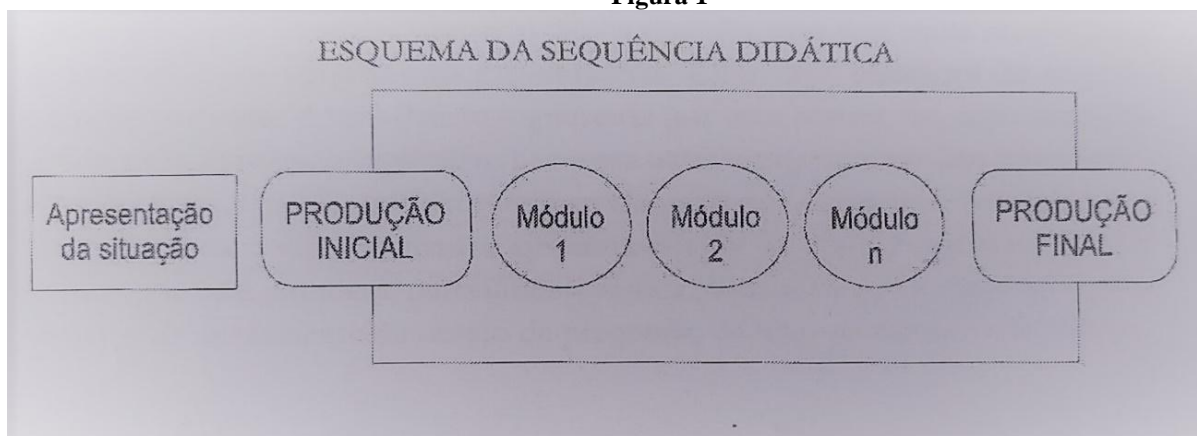 Figura 1
ESQUEMA DA SEQUÊNCIA DIDÁTICA
Apresentação
da situação
PRODUÇÃO
INICIAL
Módulo
1
Módulo
2
Módulo
n
PRODUÇÃO
FINAL